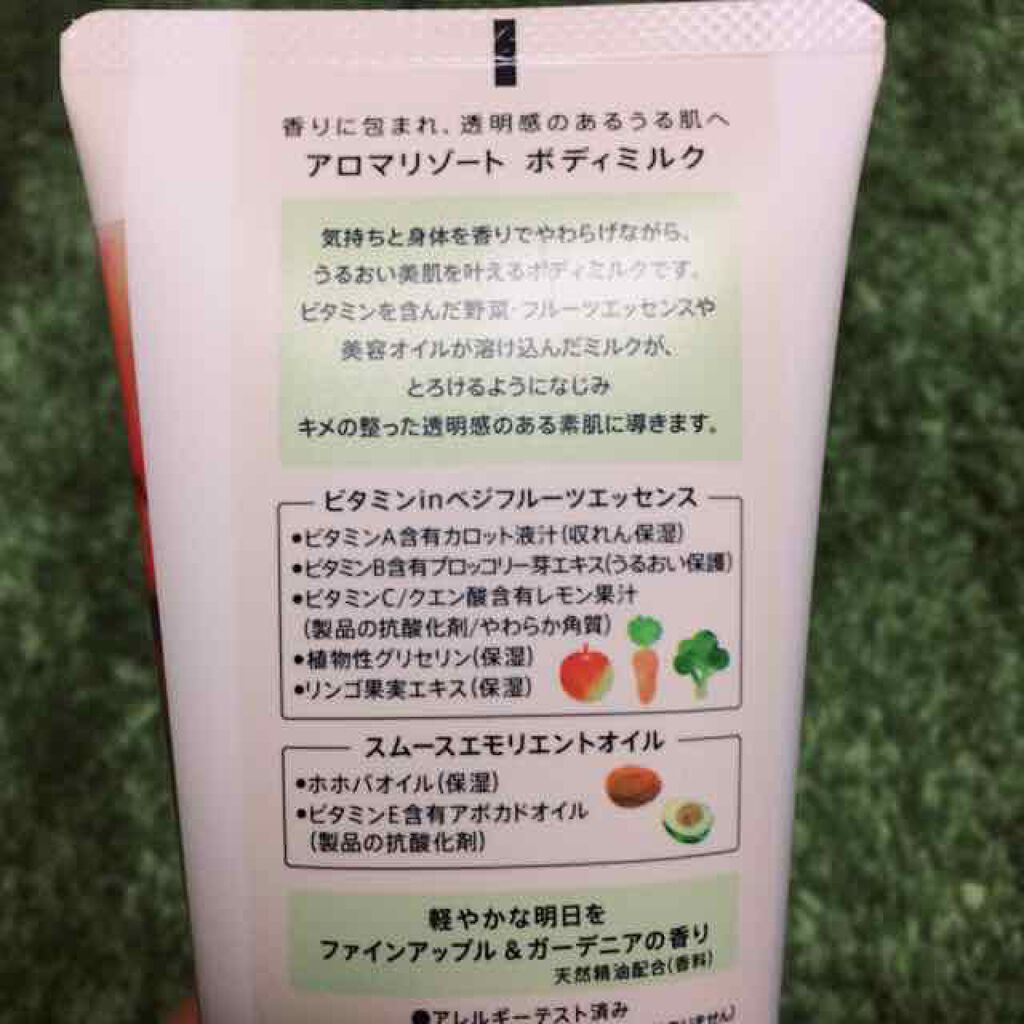 香りに包まれ、透明感のあるうる肌へ
アロマリゾート ボディミルク
気持ちと身体を香りでやわらげながら、
うるおい美肌を叶えるボディミルクです。
ビタミンを含んだ野菜・フルーツエッセンスや
美容オイルが溶け込んだミルクが、
とろけるようになじみ
キメの整った透明感のある素肌に導きます。
ビタミンinベジフルーツエッセンス
•ビタミンA含有カロット液汁(収れん保湿)
•ビタミンB含有ブロッコリー芽エキス(うるおい保護)
•ビタミンC/クエン酸含有レモン果汁
(製品の抗酸化剤/やわらか角質)
•植物性グリセリン(保湿)
•リンゴ果実エキス(保湿)
スムースエモリエントオイル
•ホホバオイル(保湿)
•ビタミンE含有アボカドオイル
(製品の抗酸化剤)
軽やかな明日を
ファインアップル&ガーデニアの香り
天然精油配合(香料)
●アレルギーテスト済み